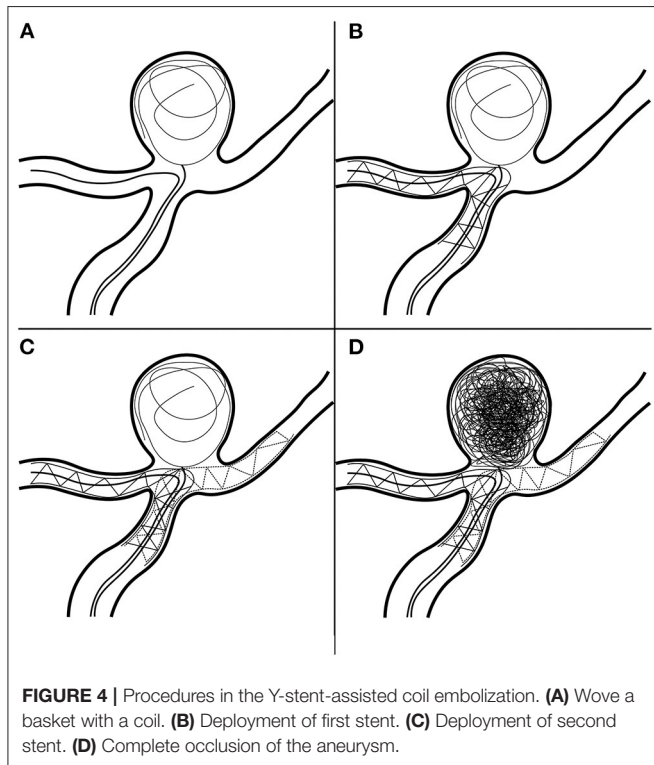 A
B
C
D
FIGURE 4 | Procedures in the Y-stent-assisted coil embolization. (A) Wove a
basket with a coil. (B) Deployment of first stent. (C) Deployment of second
stent. (D) Complete occlusion of the aneurysm.